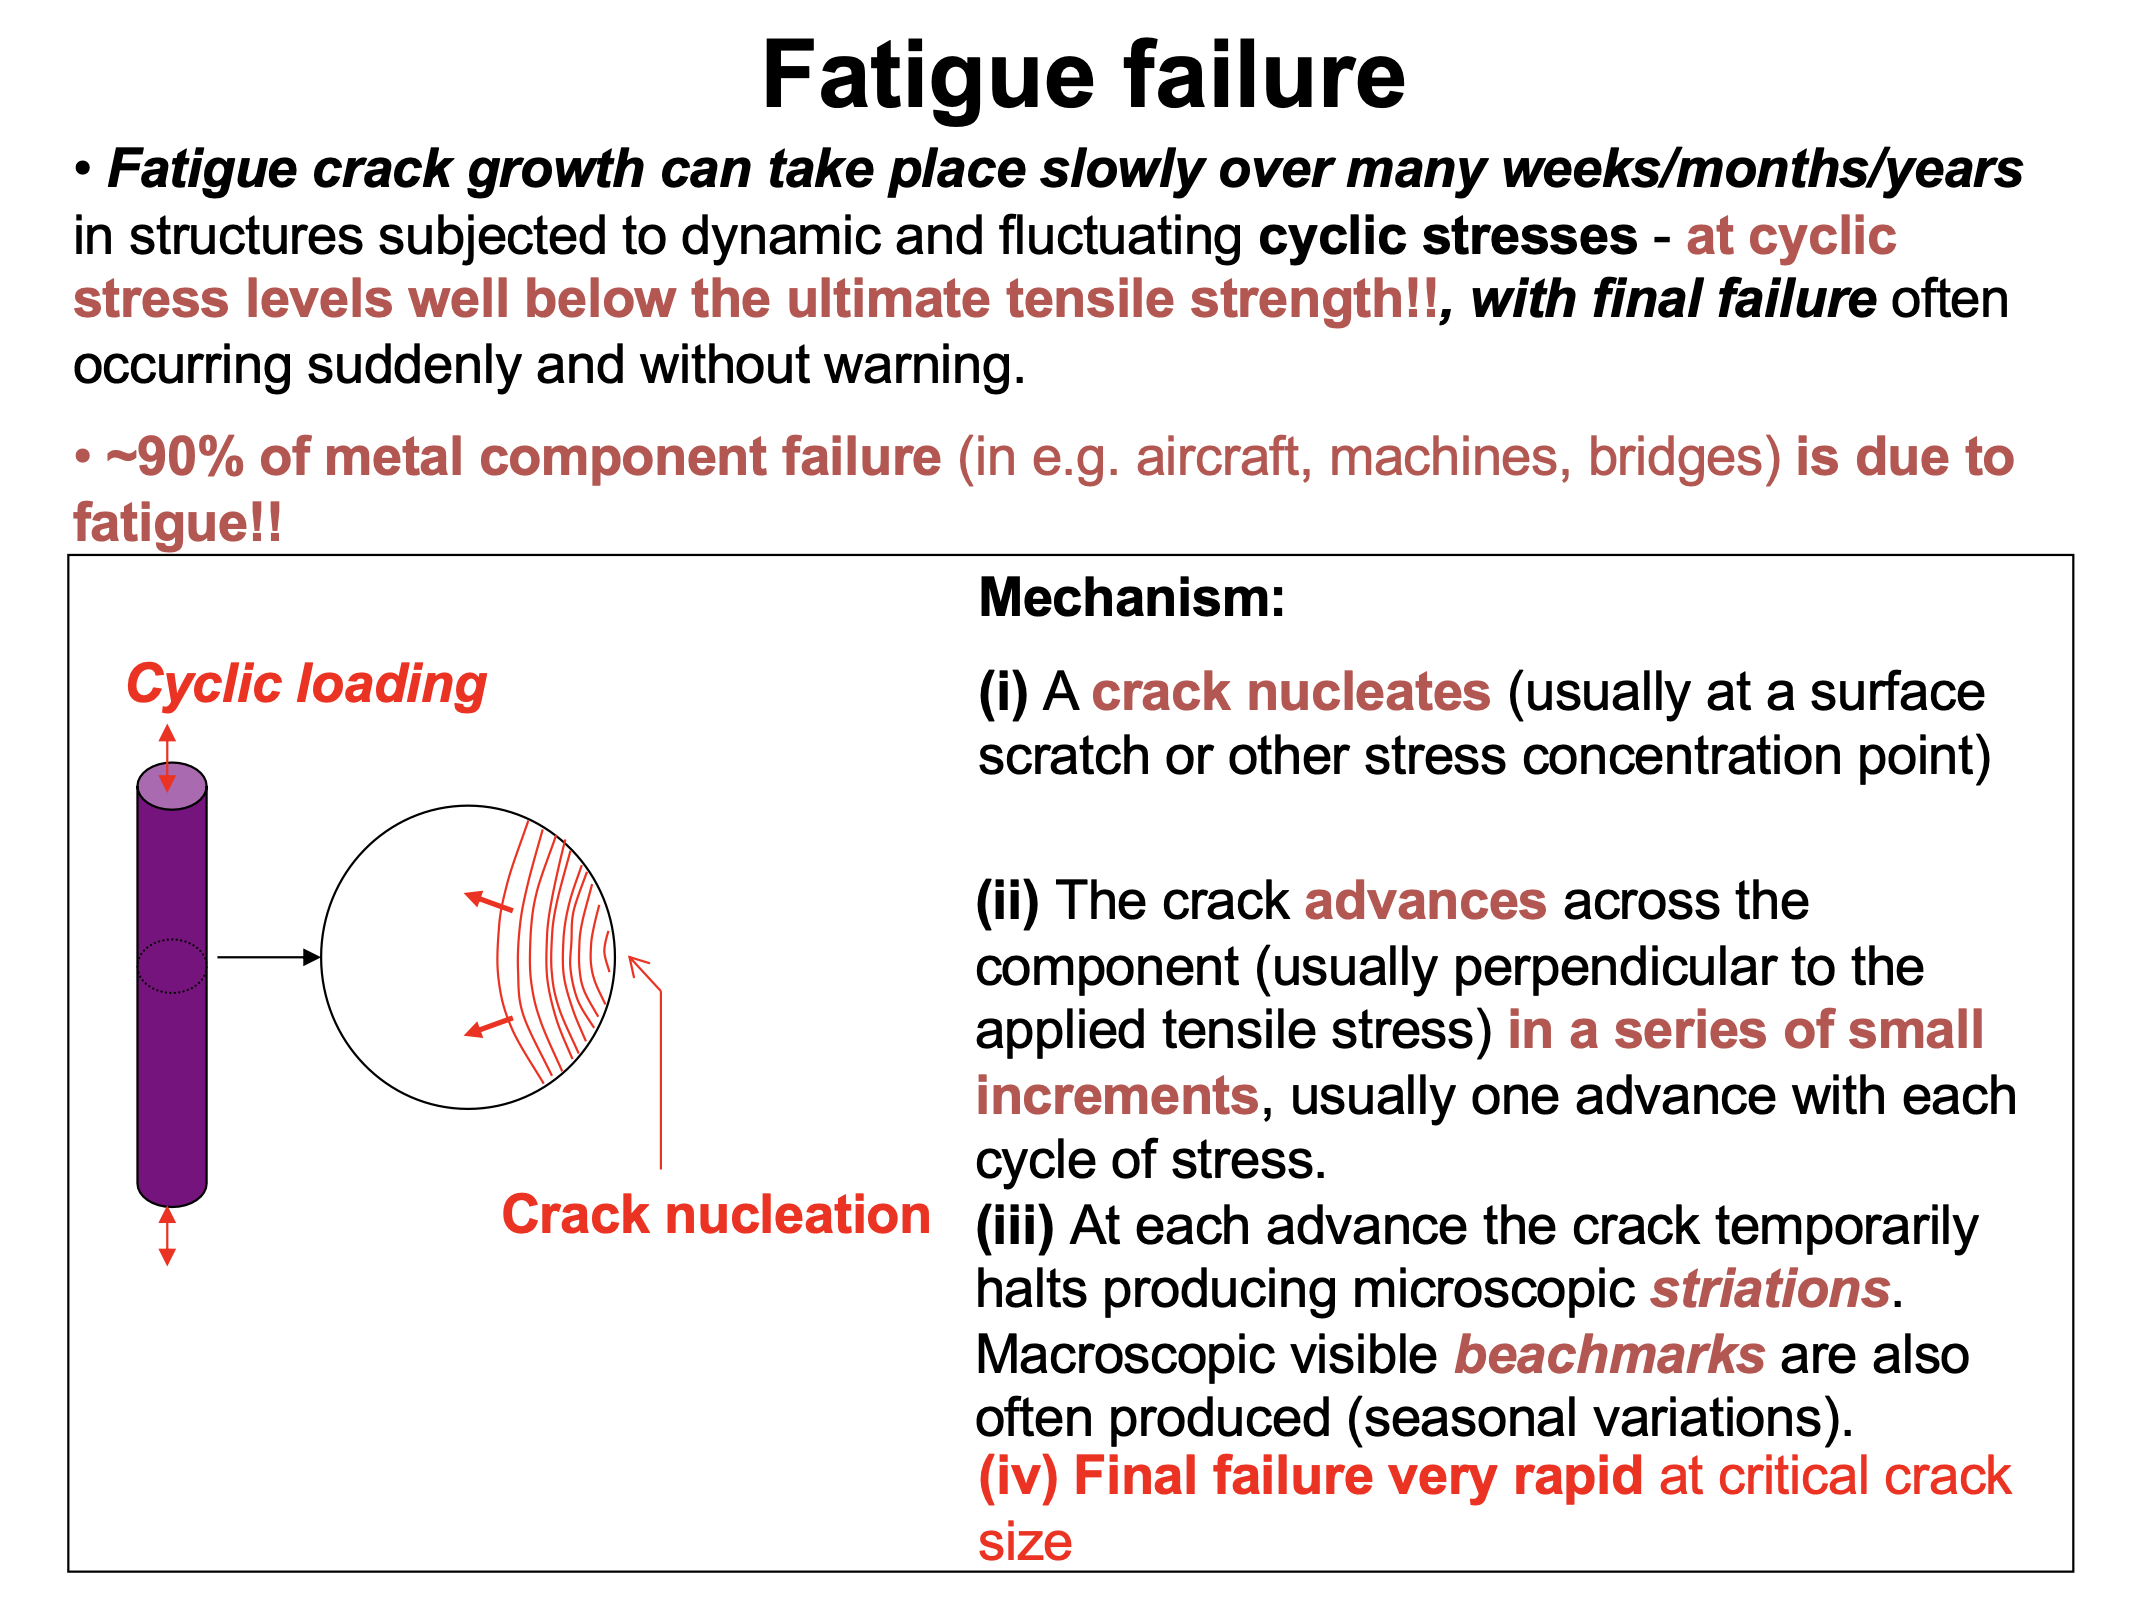 Fatigue failure
• Fatigue crack growth can take place slowly over many weeks/months/years
in structures subjected to dynamic and fluctuating cyclic stresses - at cyclic
stress levels well below the ultimate tensile strength!!, with final failure often
occurring suddenly and without warning.
• ~90% of metal component failure (in e.g. aircraft, machines, bridges) is due to
fatigue!!
Cyclic loading
Crack nucleation
Mechanism:
(i) A crack nucleates (usually at a surface
scratch or other stress concentration point)
(ii) The crack advances across the
component (usually perpendicular to the
applied tensile stress) in a series of small
increments, usually one advance with each
cycle of stress.
(iii) At each advance the crack temporarily
halts producing microscopic striations.
Macroscopic visible beachmarks are also
often produced (seasonal variations).
(iv) Final failure very rapid at critical crack
size